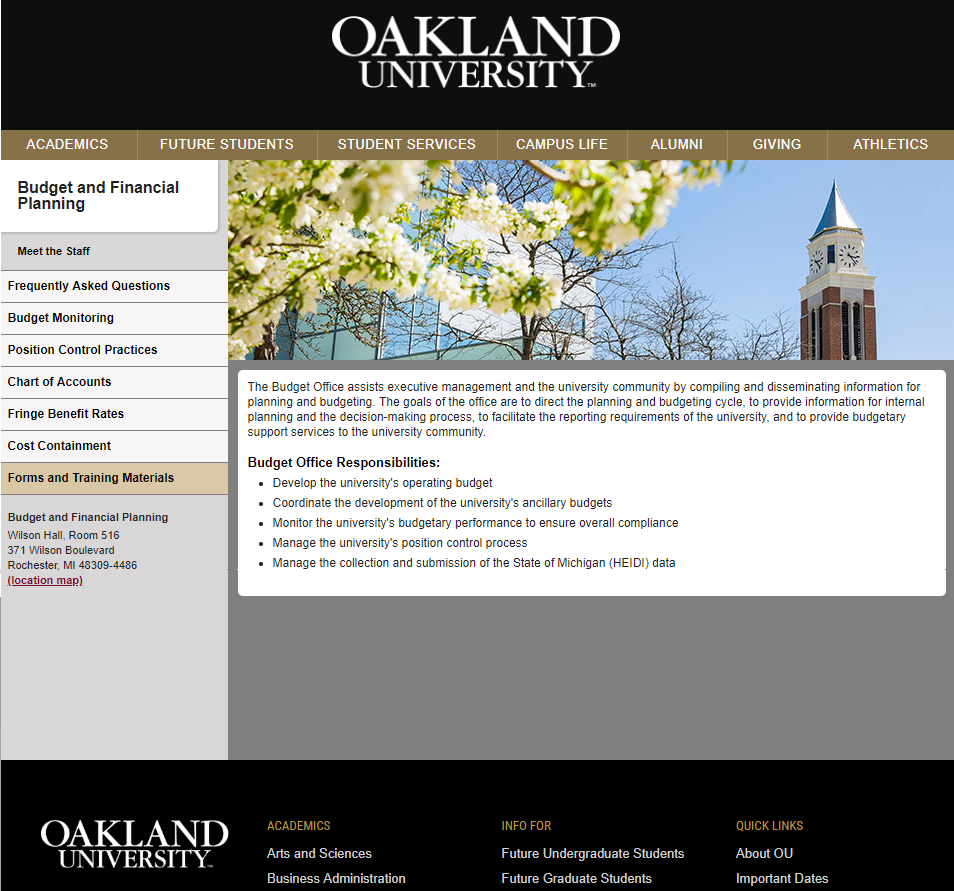 OAKLAND
UNIVERSITY™
ACADEMICS FUTURE STUDENTS STUDENT SERVICES CAMPUS LIFE ALUMNI GIVING ATHLETICS
Budget and Financial
Planning
Meet the Staff
Frequently Asked Questions
Budget Monitoring
Position Control Practices
Chart of Accounts
Fringe Benefit Rates
Cost Containment
Forms and Training Materials
Budget and Financial Planning
Wilson Hall, Room 516
371 Wilson Boulevard
Rochester, MI 48309-4486
(location map)
The Budget Office assists executive management and the university community by compiling and disseminating information for
planning and budgeting. The goals of the office are to direct the planning and budgeting cycle, to provide information for internal
planning and the decision-making process, to facilitate the reporting requirements of the university, and to provide budgetary
support services to the university community.
Budget Office Responsibilities:
• Develop the university's operating budget
• Coordinate the development of the university's ancillary budgets
• Monitor the university's budgetary performance to ensure overall compliance
• Manage the university's position control process
• Manage the collection and submission of the State of Michigan (HEIDI) data
OAKLAND
UNIVERSITY™
ACADEMICS
Arts and Sciences
Business Administration
INFO FOR
Future Undergraduate Students
Future Graduate Students
QUICK LINKS
About OU
Important Dates